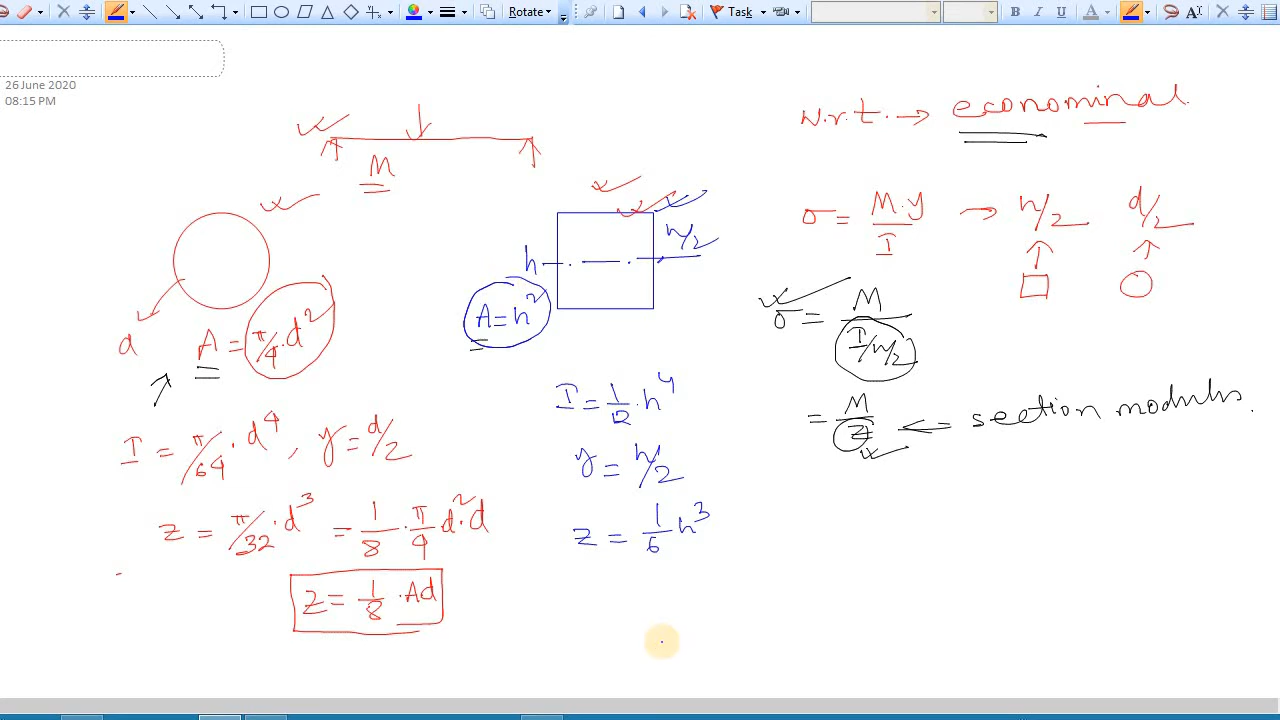 Rotate
Task
B I U A
26 June 2020
08:15 PM
M
d
A = π/4 · d²
I = π/64 · d⁴, y = d/2
z = π/32 · d³ = 1/8 · π/4 d² · d
Z = 1/8 · Ad
h
h/2
A = h²
I = 1/12 · h⁴
y = h/2
z = 1/6 h³
w.r.t. → econominal
σ = M.y/I → h/2 d/2
σ = M/(I/h/2)
= M/Z ← section modulus.